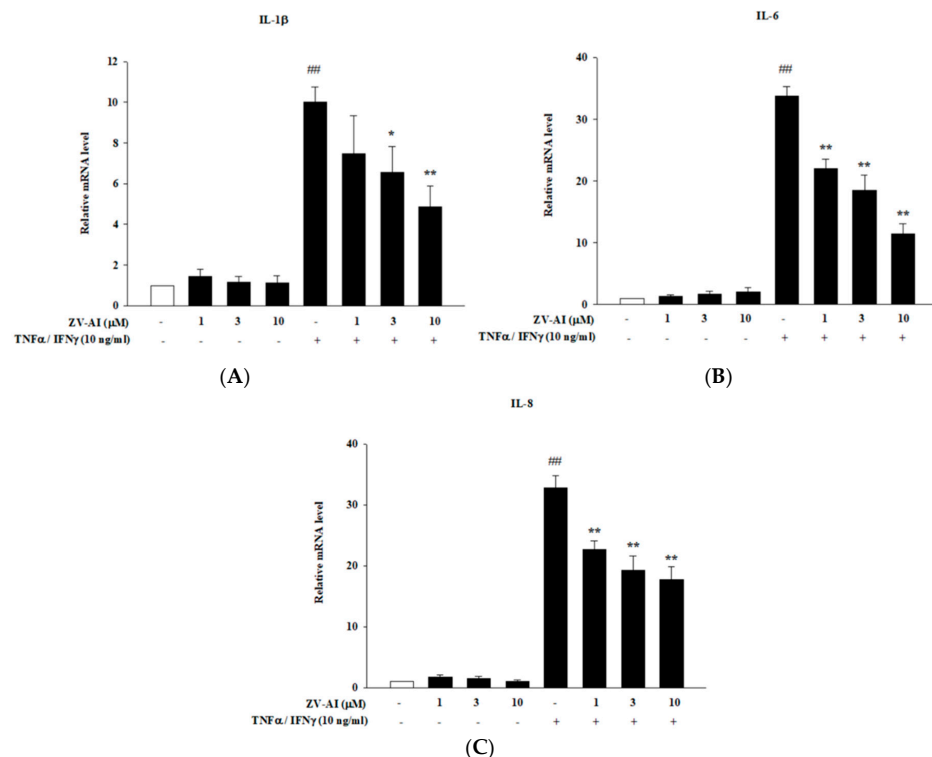 IL-1β
Relative mRNA level
12
10
8
6
4
2
0
##
*
**
ZV-AI (μM) - 1 3 10 - 1 3 10
TNFα / IFNγ (10 ng/ml) - - - - + + + +
(A)
IL-6
Relative mRNA level
40
30
20
10
0
##
**
**
**
ZV-AI (μM) - 1 3 10 - 1 3 10
TNFα / IFNγ (10 ng/ml) - - - - + + + +
(B)
IL-8
Relative mRNA level
40
30
20
10
0
##
**
**
**
ZV-AI (μM) - 1 3 10 - 1 3 10
TNFα / IFNγ (10 ng/ml) - - - - + + + +
(C)